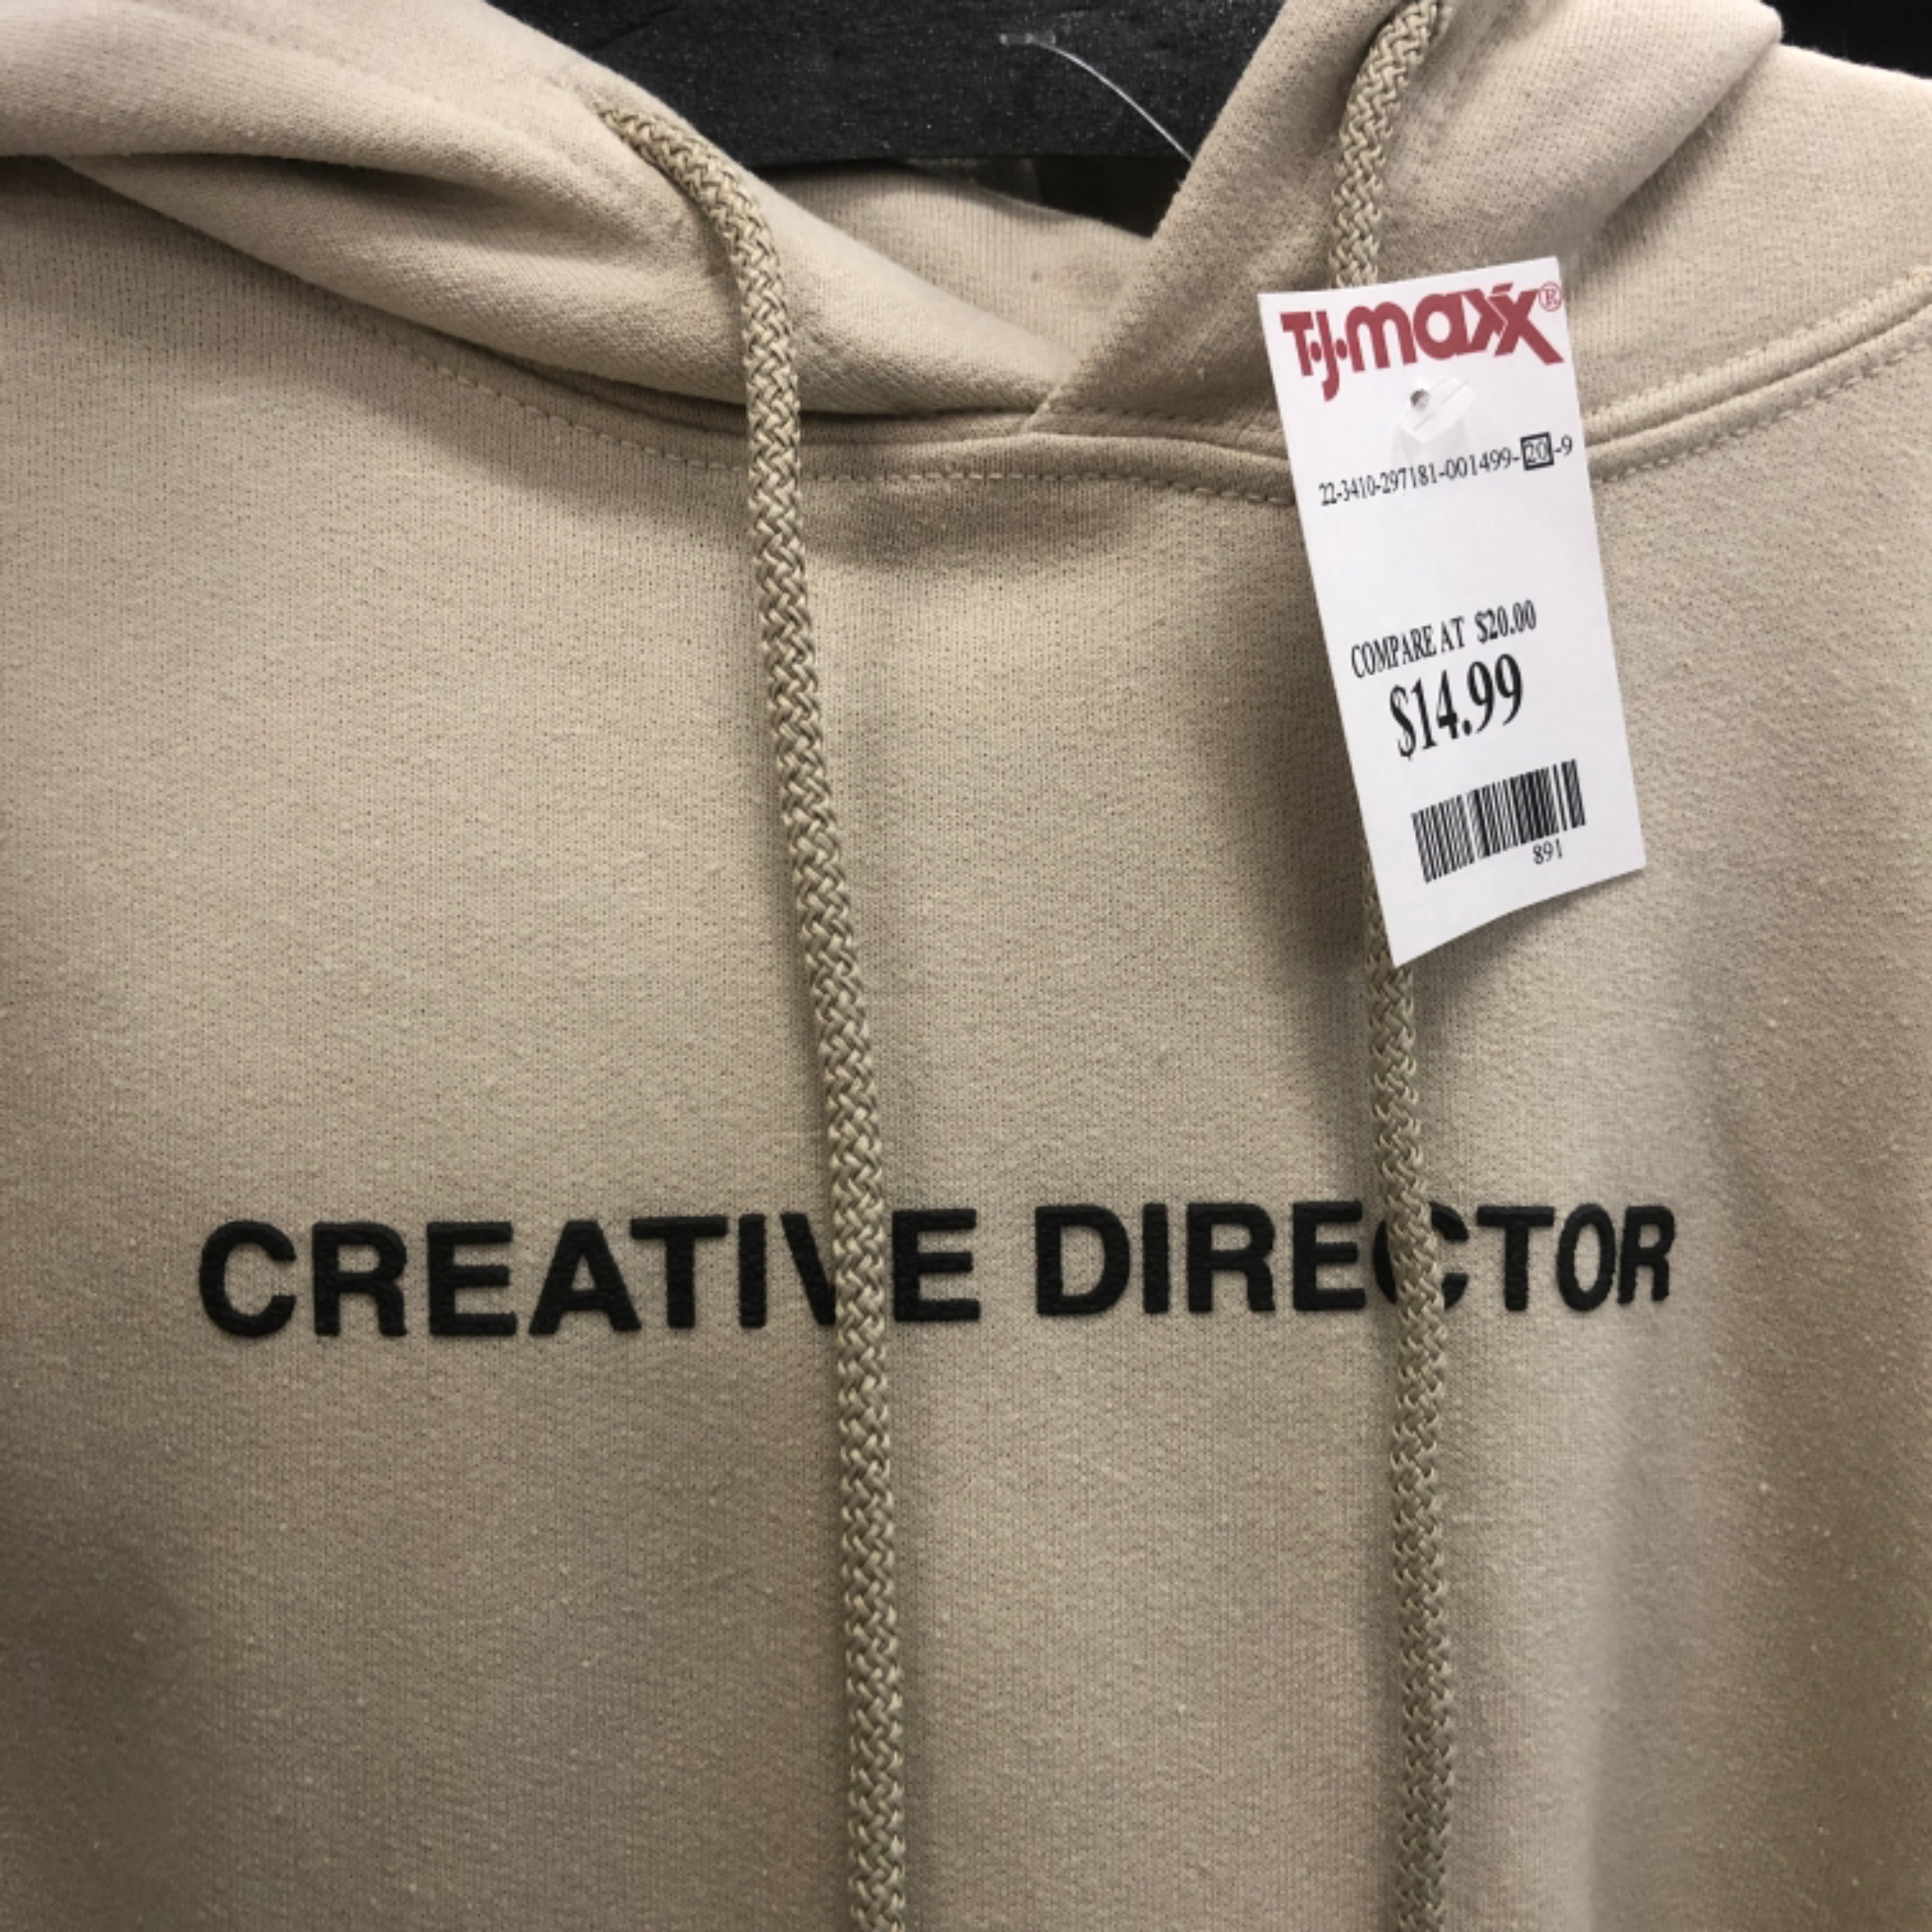 T•J•maxx®
22-3410-297181-001499-20-9
COMPARE AT $20.00
$14.99
891
CREATIVE DIRECTOR